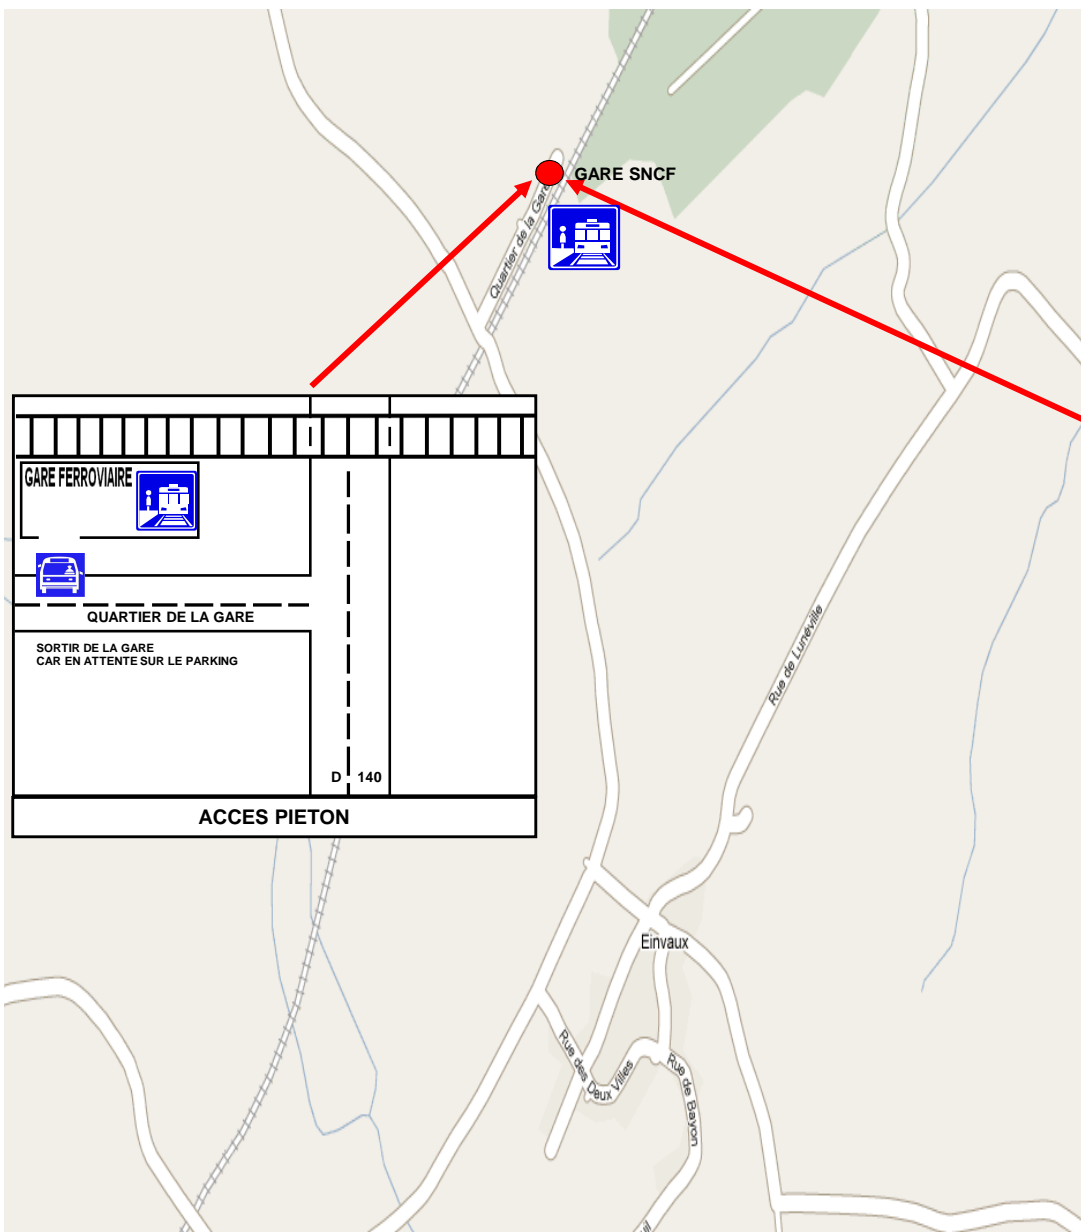 GARE SNCF
Quartier de la Gare
GARE FERROVIAIRE
QUARTIER DE LA GARE
SORTIR DE LA GARE
CAR EN ATTENTE SUR LE PARKING
D 140
ACCES PIETON
Rue de Lunéville
Einvaux
Rue des Deux Villes
Rue de Bayon